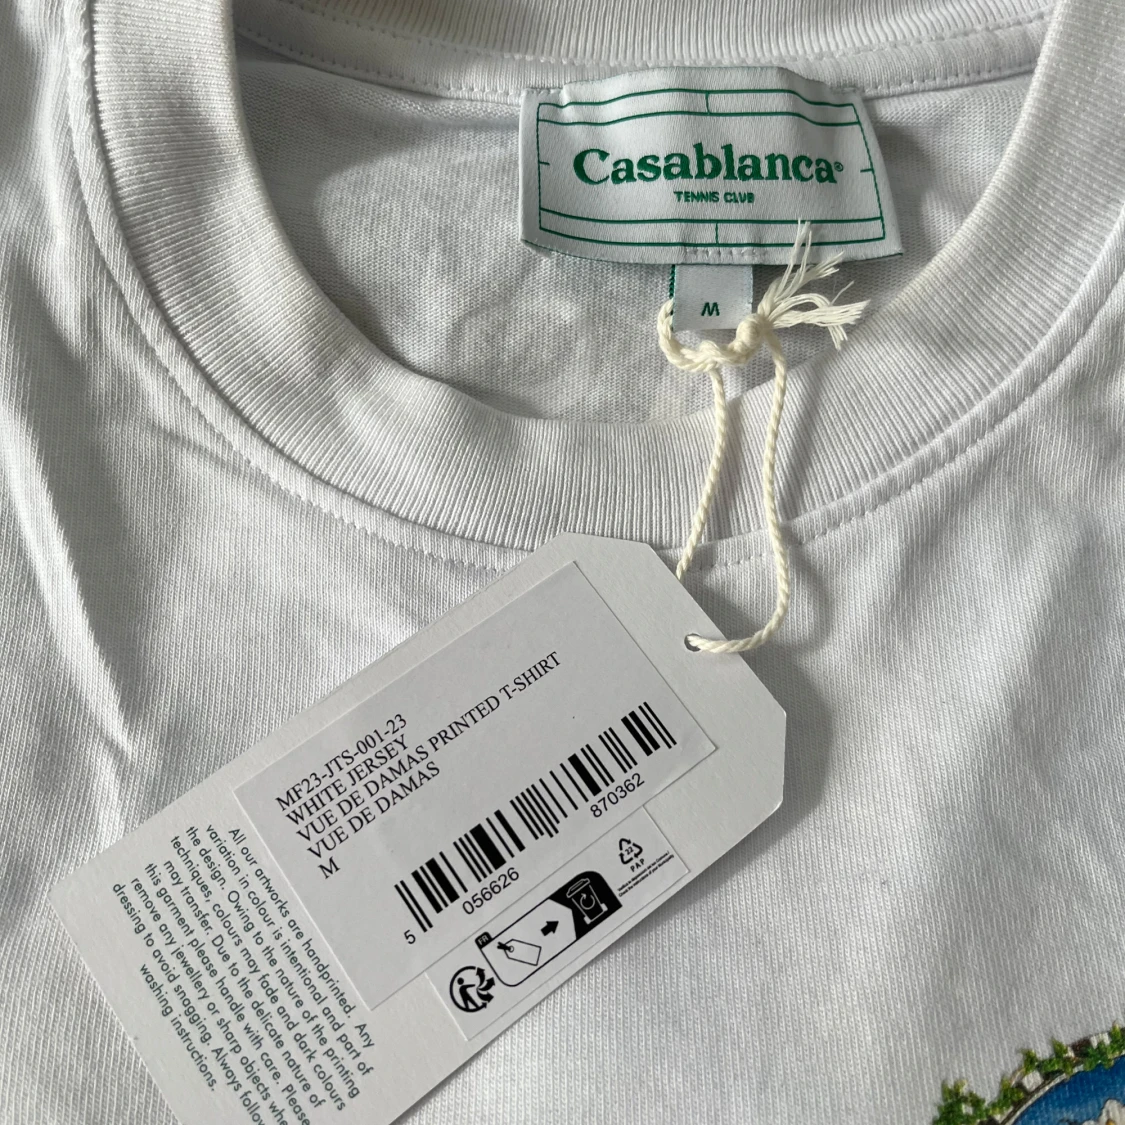 Casablanca®
TENNIS CLUB
M
MF23-JTS-001-23
WHITE JERSEY
VUE DE DAMAS PRINTED T-SHIRT
VUE DE DAMAS
M
5 056626 870362
FR
22
PAP
All our artworks are handprinted. Any
variation in colour is intentional and part of
the design. Owing to the nature of the printing
techniques, colours may fade and dark colours
may transfer. Due to the delicate nature of
this garment please handle with care. Please
remove any jewellery or sharp objects
dressing to avoid snagging. Always follow
washing instructions.